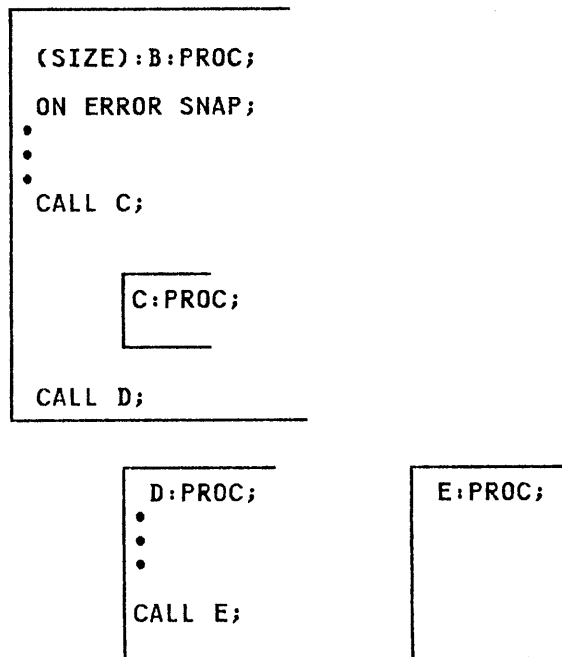 (SIZE):B:PROC;
ON ERROR SNAP;
CALL C;
C:PROC;
CALL D;
D:PROC;
CALL E;
E:PROC;